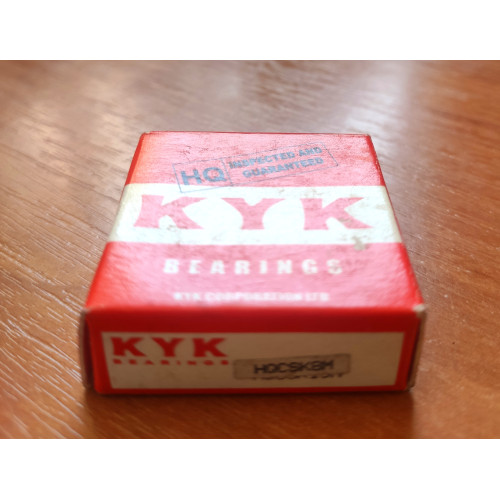 HQ INSPECTED AND
GUARANTEED
KYK
BEARINGS
KYK CORPORATION LTD.
KYK
BEARINGS
HQCSK8M